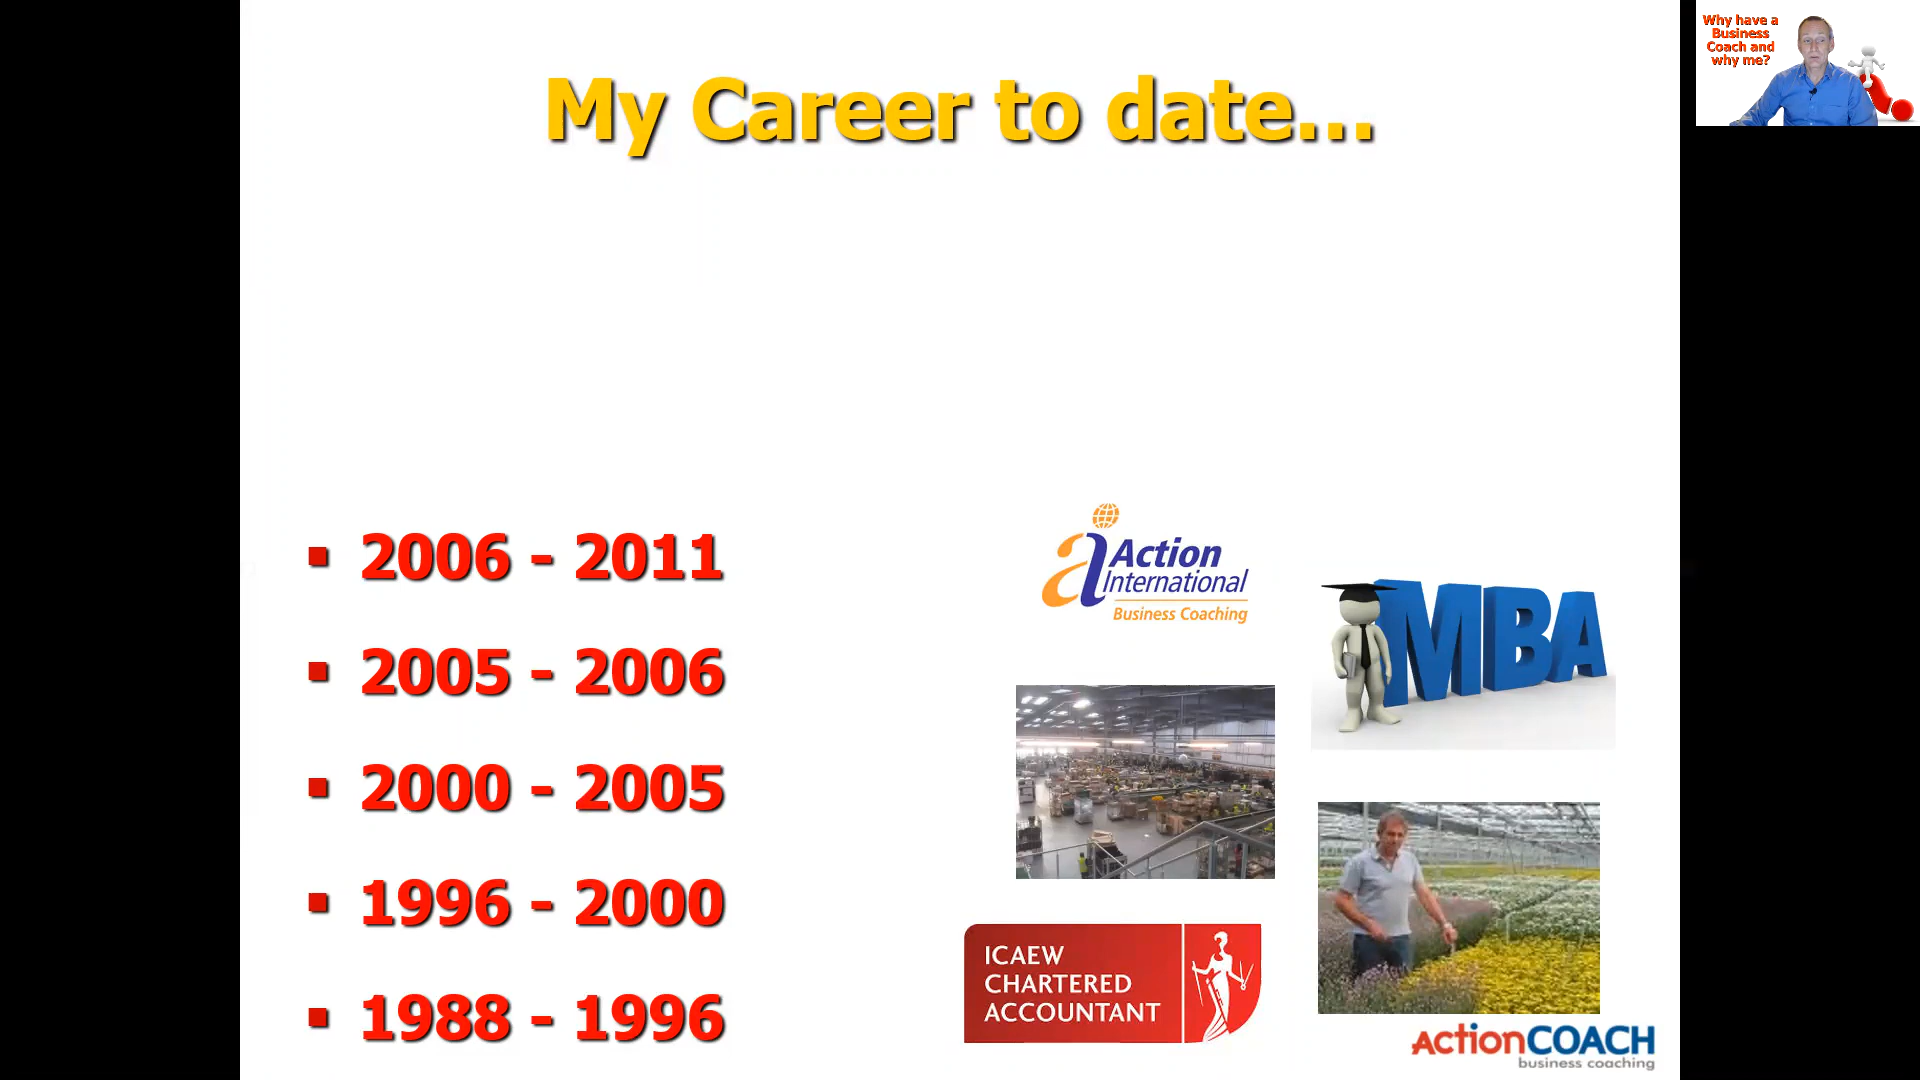 My Career to date...
Why have a
Business
Coach and
why me?
2006 - 2011
2005 - 2006
2000 - 2005
1996 - 2000
1988 - 1996
Action
International
Business Coaching
MBA
ICAEW
CHARTERED
ACCOUNTANT
ActionCOACH
business coaching